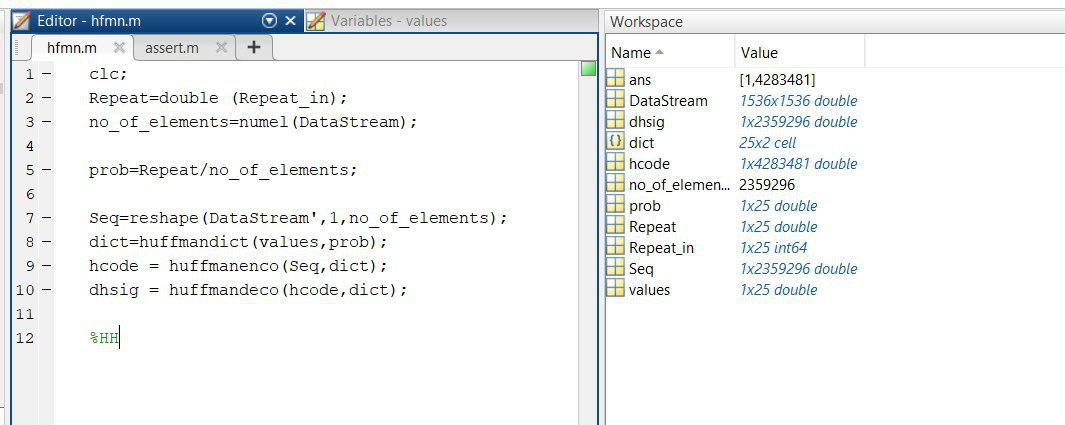 Editor - hfmn.m
Variables - values
hfmn.m
assert.m
1 - clc;
2 - Repeat=double (Repeat_in);
3 - no_of_elements=numel(DataStream);
4
5 - prob=Repeat/no_of_elements;
6
7 - Seq=reshape(DataStream',1,no_of_elements);
8 - dict=huffmandict(values,prob);
9 - hcode = huffmanenco(Seq,dict);
10 - dhsig = huffmandeco(hcode,dict);
11
12 %HH
Workspace
Name Value
ans [1,4283481]
DataStream 1536x1536 double
dhsig 1x2359296 double
dict 25x2 cell
hcode 1x4283481 double
no_of_elemen... 2359296
prob 1x25 double
Repeat 1x25 double
Repeat_in 1x25 int64
Seq 1x2359296 double
values 1x25 double